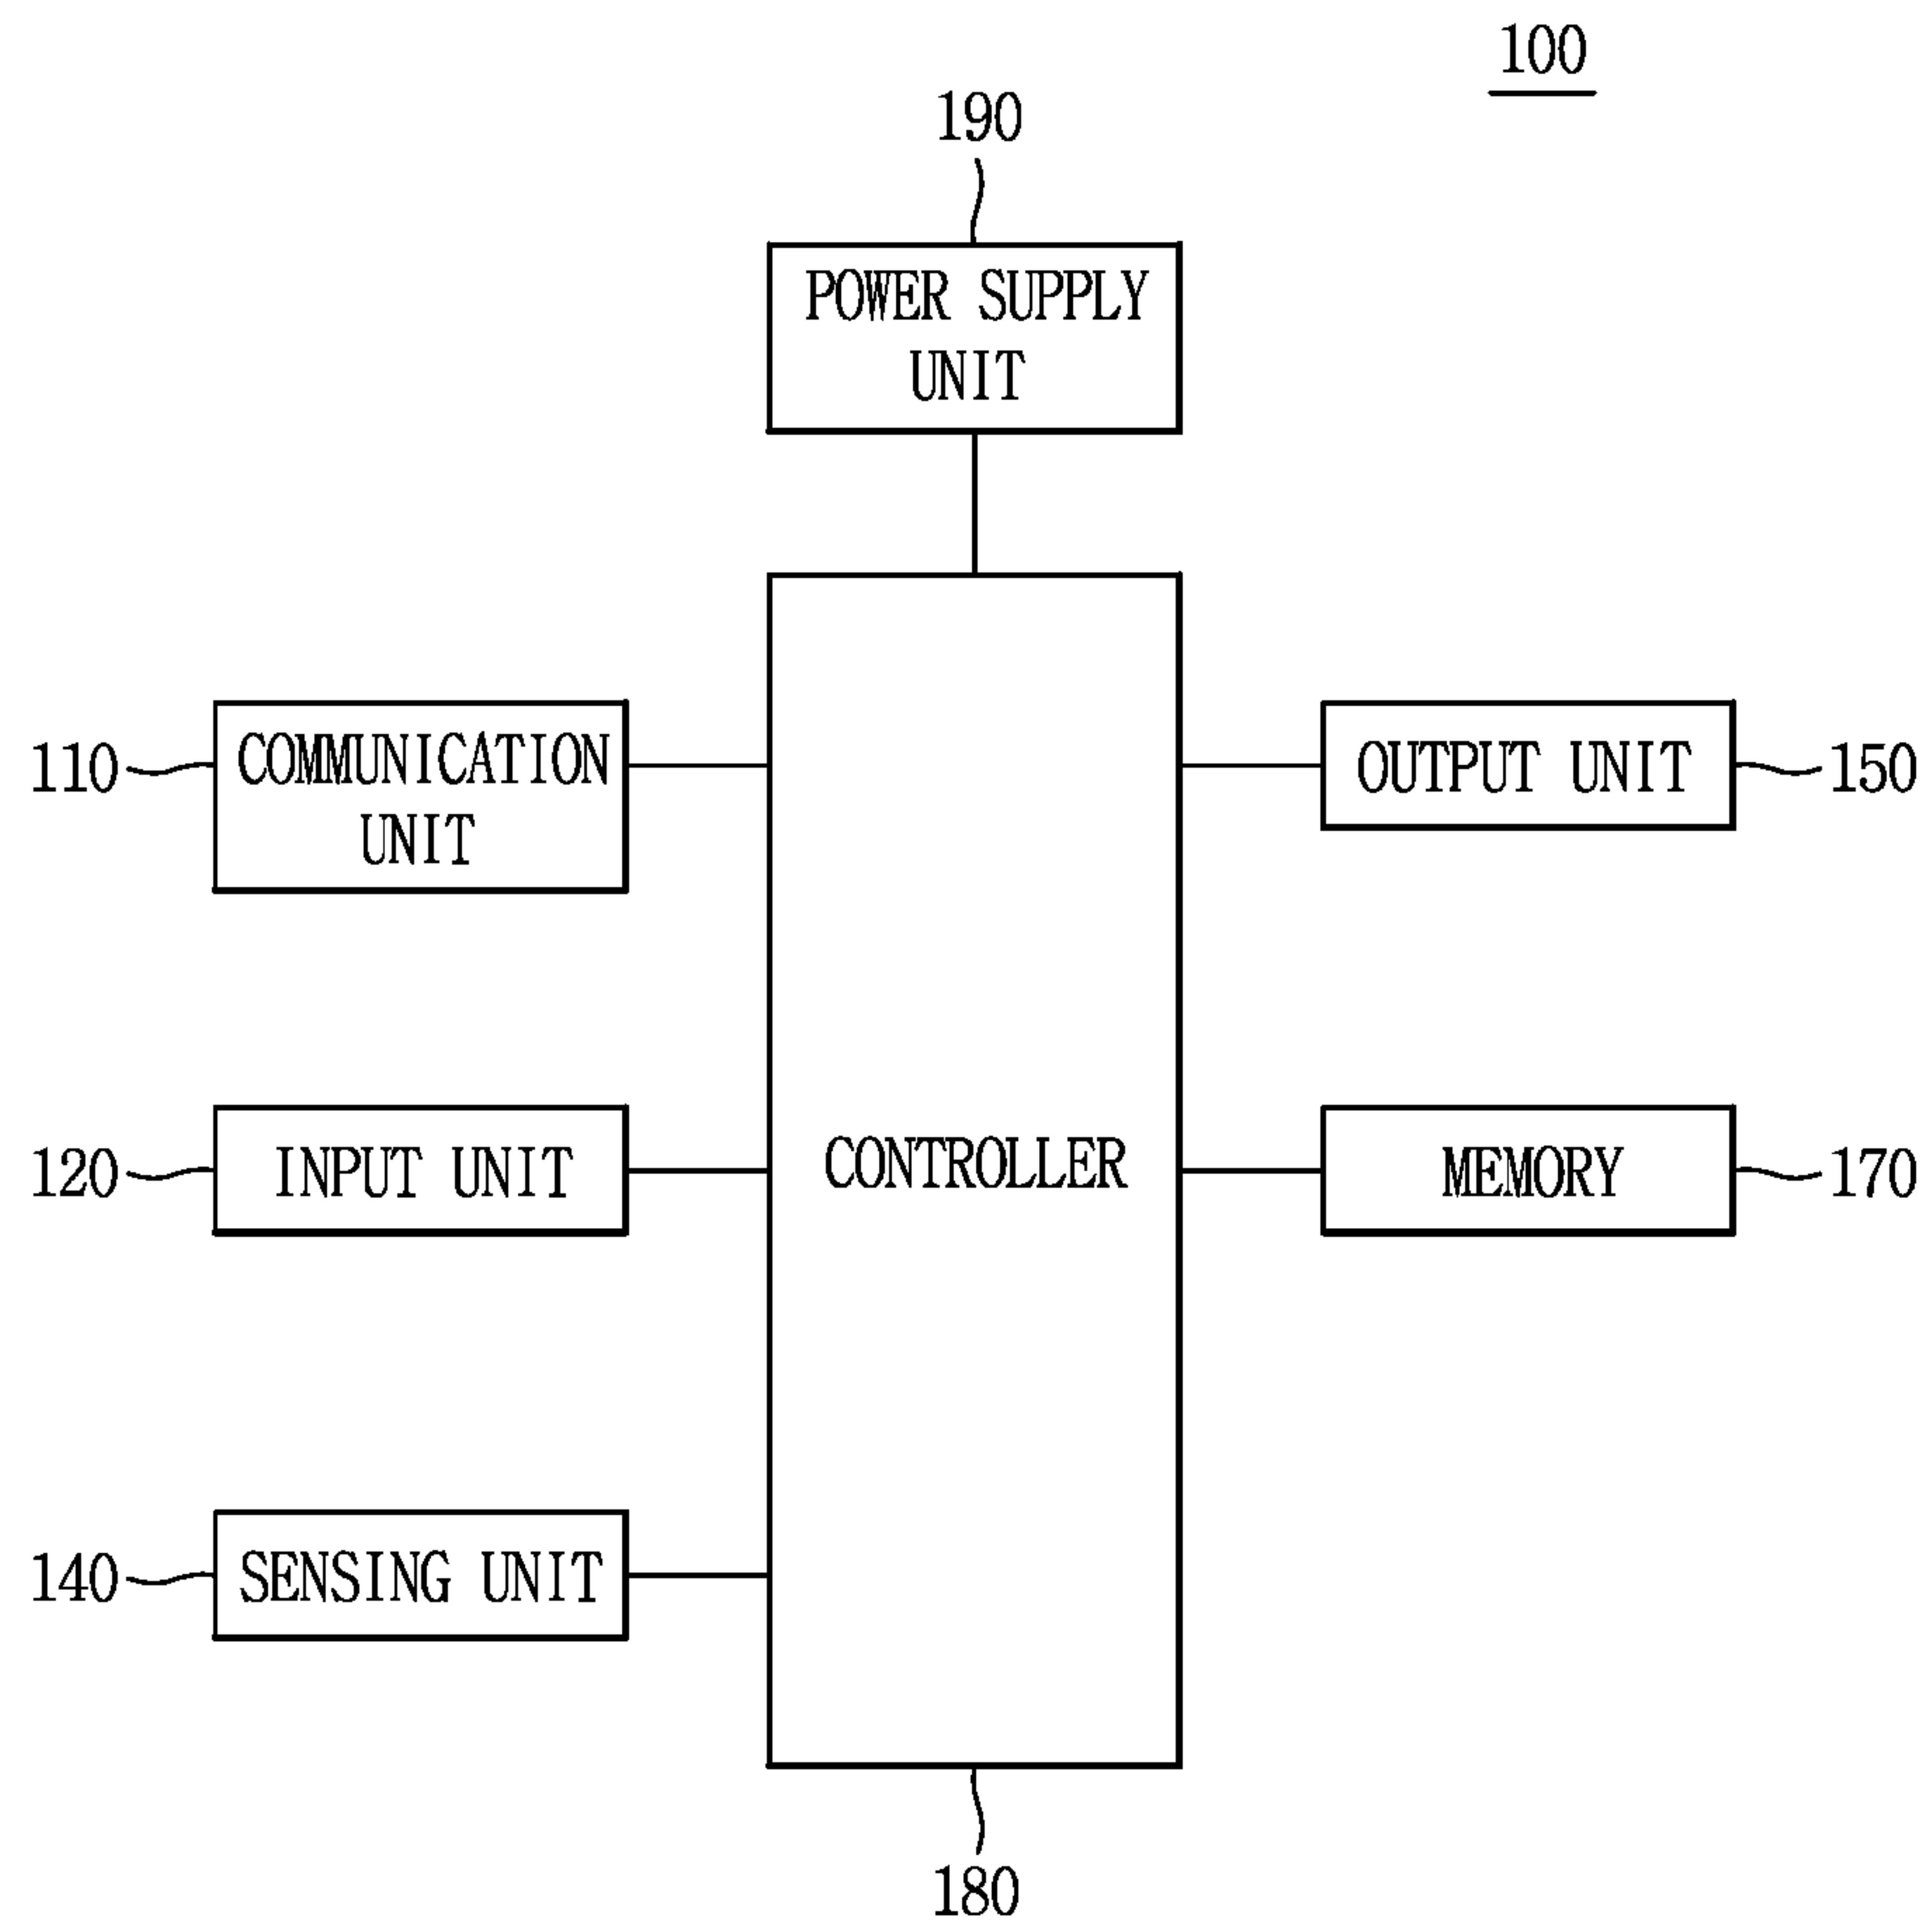 100
190
POWER SUPPLY
UNIT
110
COMMUNICATION
UNIT
OUTPUT UNIT
150
120
INPUT UNIT
CONTROLLER
MEMORY
170
140
SENSING UNIT
180